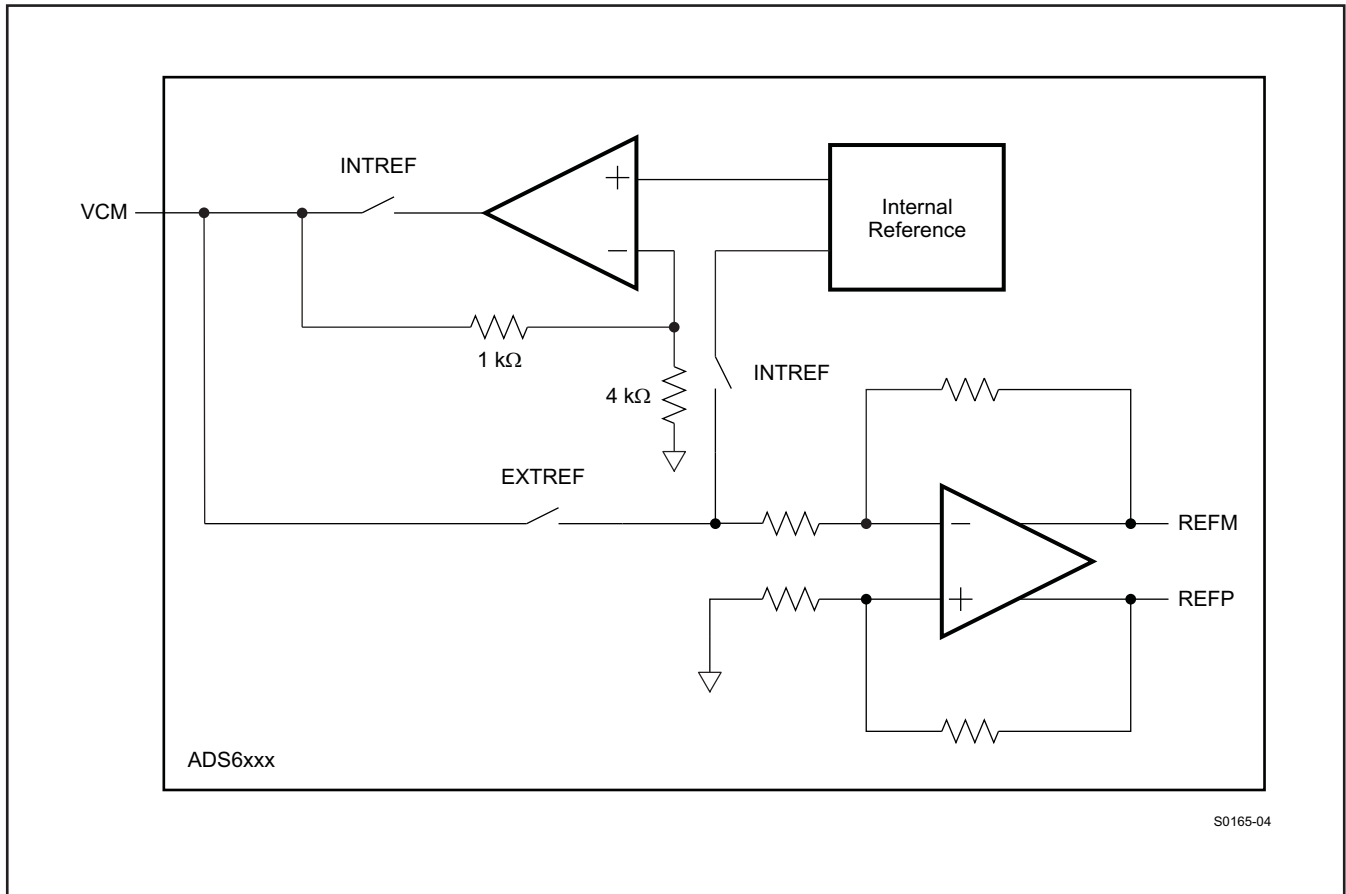 INTREF
VCM
+
−
Internal
Reference
1 kΩ
4 kΩ
INTREF
EXTREF
−
REFM
+
REFP
ADS6xxx
S0165-04